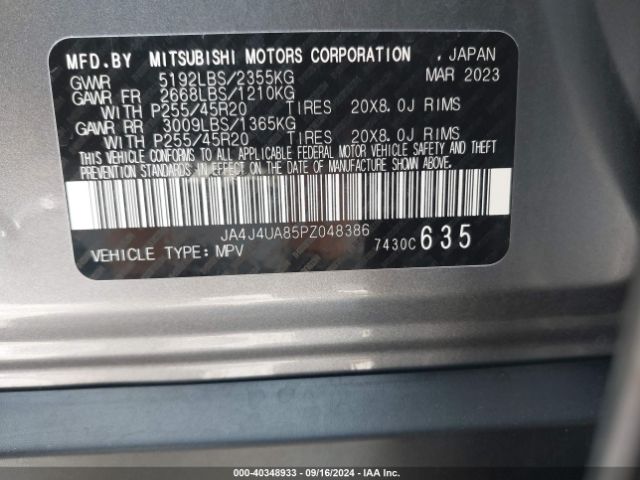 MFD.BY MITSUBISHI MOTORS CORPORATION , JAPAN
GVWR 5192LBS/2355KG MAR 2023
GAWR FR 2668LBS/1210KG
WITH P255/45R20 TIRES 20X8.0J RIMS
GAWR RR 3009LBS/1365KG
WITH P255/45R20 TIRES 20X8.0J RIMS
THIS VEHICLE CONFORMS TO ALL APPLICABLE FEDERAL MOTOR VEHICLE SAFETY AND THEFT
PREVENTION STANDARDS IN EFFECT ON THE DATE OF MANUFACTURE SHOWN ABOVE.
JA4J4UA85PZ048386
VEHICLE TYPE: MPV 7430C 635
000-40348933 - 09/16/2024 - IAA, LLC